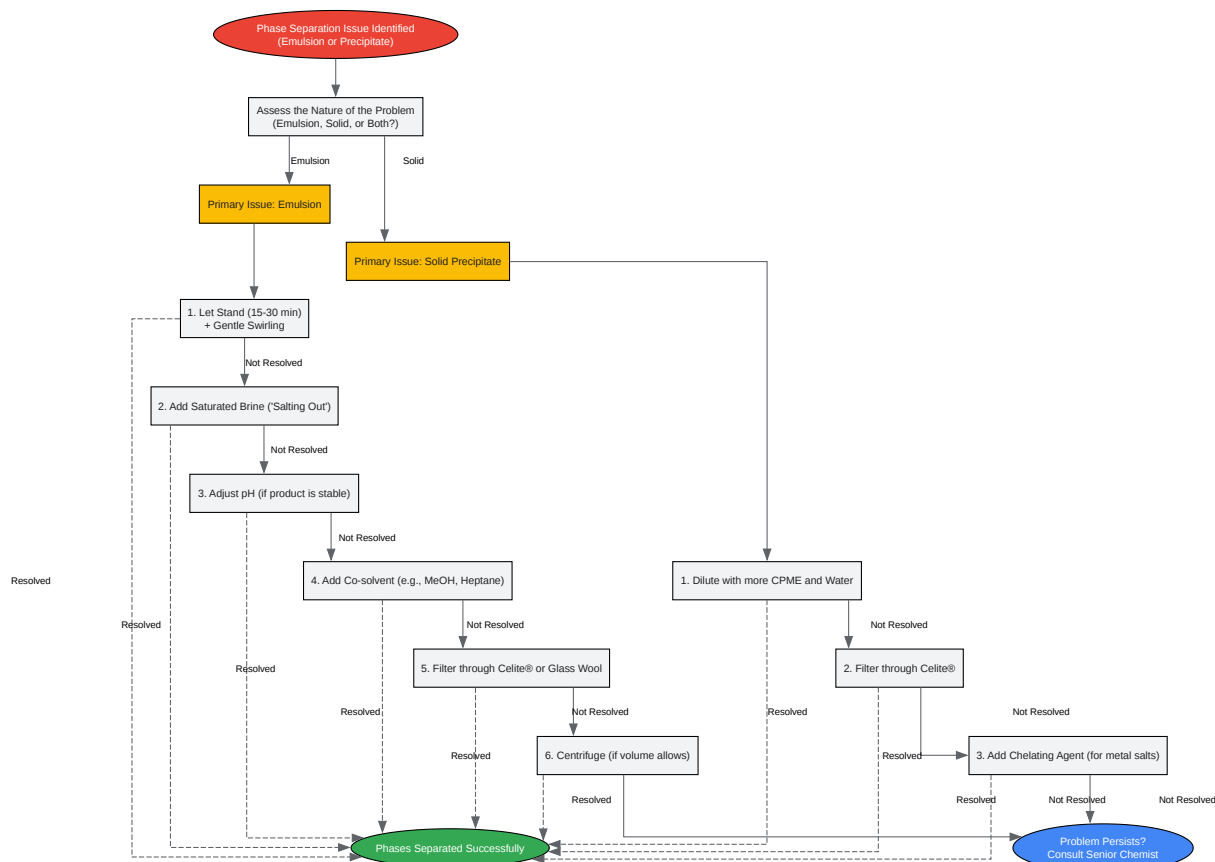 Phase Separation Issue Identified
(Emulsion or Precipitate)
Assess the Nature of the Problem
(Emulsion, Solid, or Both?)
Emulsion
Solid
Primary Issue: Emulsion
Primary Issue: Solid Precipitate
1. Let Stand (15-30 min)
+ Gentle Swirling
Not Resolved
2. Add Saturated Brine ('Salting Out')
Not Resolved
3. Adjust pH (if product is stable)
Not Resolved
Resolved
4. Add Co-solvent (e.g., MeOH, Heptane)
1. Dilute with more CPME and Water
Resolved
Not Resolved
Not Resolved
Resolved
5. Filter through Celite® or Glass Wool
2. Filter through Celite®
Resolved
Not Resolved
Resolved
Not Resolved
Resolved
6. Centrifuge (if volume allows)
Resolved
3. Add Chelating Agent (for metal salts)
Resolved
Resolved
Not Resolved
Not Resolved
Phases Separated Successfully
Problem Persists?
Consult Senior Chemist